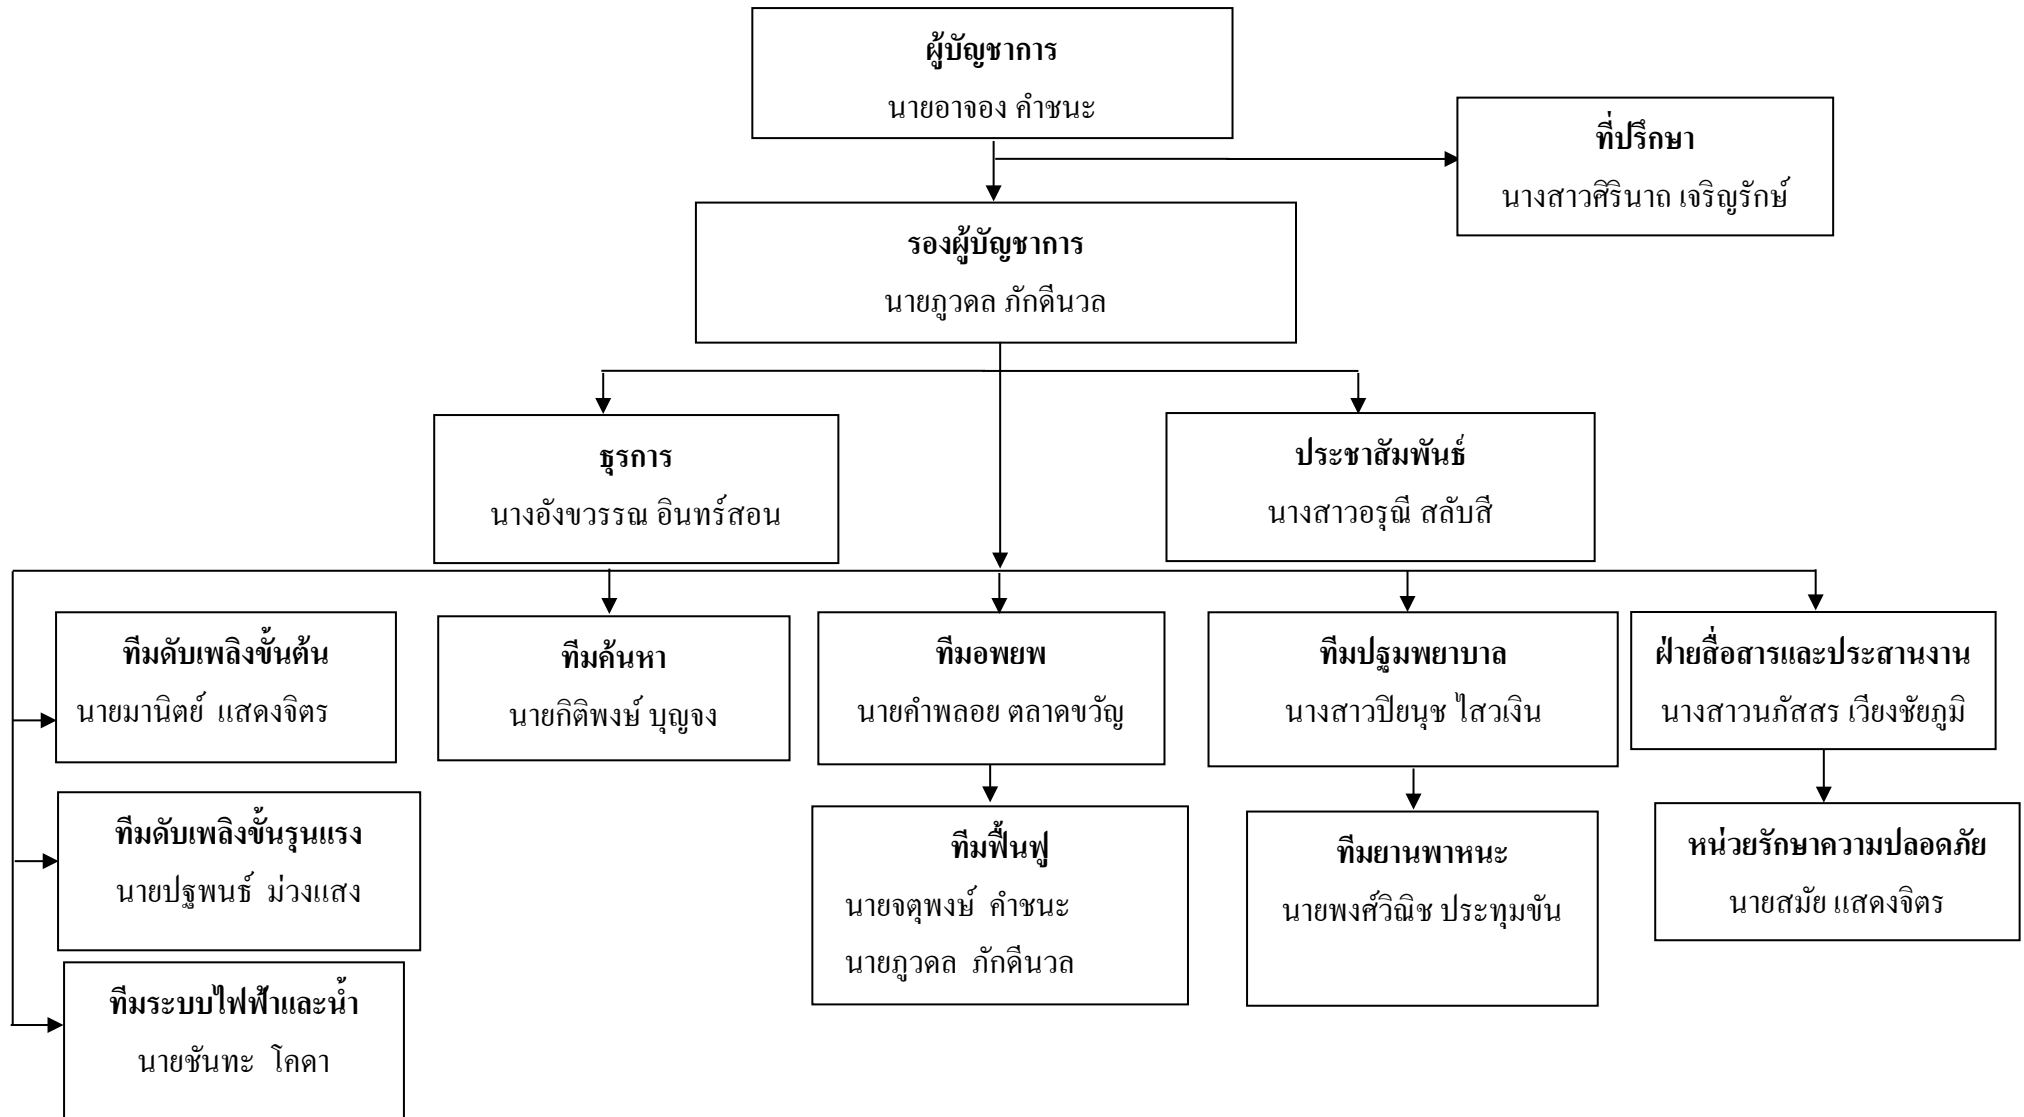 ผู้บัญชาการ
นายอาจอง คำชนะ
ที่ปรึกษา
นางสาวศิรินาถ เจริญรักษ์
รองผู้บัญชาการ
นายภูวดล ภักดีนวล
ธุรการ
นางอังขวรรณ อินทร์สอน
ประชาสัมพันธ์
นางสาวอรุณี สลับสี
ทีมดับเพลิงขั้นต้น
นายมานิตย์ แสดงจิตร
ทีมค้นหา
นายกิติพงษ์ บุญจง
ทีมอพยพ
นายคำพลอย ตลาดขวัญ
ทีมปฐมพยาบาล
นางสาวปิยนุช ไสวเงิน
ฝ่ายสื่อสารและประสานงาน
นางสาวนภัสสร เวียงชัยภูมิ
ทีมดับเพลิงขั้นรุนแรง
นายปฐพนธ์ ม่วงแสง
ทีมฟื้นฟู
นายจตุพงษ์ คำชนะ
นายภูวดล ภักดีนวล
ทีมยานพาหนะ
นายพงศ์วิณิช ประทุมขัน
หน่วยรักษาความปลอดภัย
นายสมัย แสดงจิตร
ทีมระบบไฟฟ้าและน้ำ
นายชันทะ โคดา